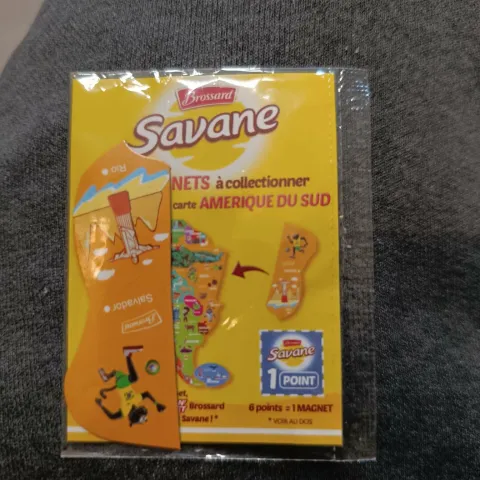 Brossard
Savane
NETS à collectionner
carte AMERIQUE DU SUD
Rio
Salvador
Brossard
Brossard
Savane
1 POINT
Brossard
6 points = 1 MAGNET
Savane ! *
* VOIR AU DOS